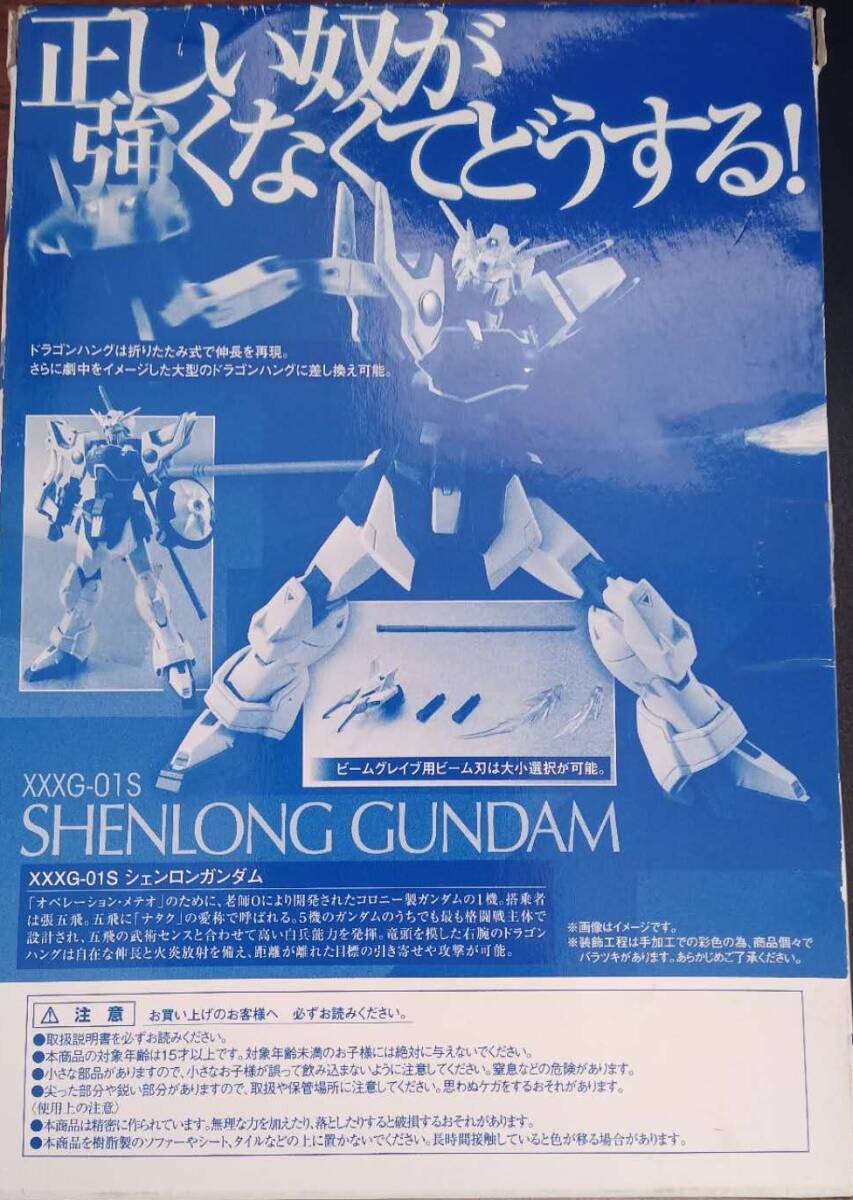 正しい奴が
強くなくてどうする!
ドラゴンハングは折りたたみ式で伸長を再現。
さらに劇中をイメージした大型のドラゴンハングに差し換え可能。
ビームグレイブ用ビーム刃は大小選択が可能。
XXXG-01S
SHENLONG GUNDAM
XXXG-01S シェンロンガンダム
「オペレーション・メテオ」のために、老師Oにより開発されたコロニー製ガンダムの1機。搭乗者
は張五飛。五飛に「ナタク」の愛称で呼ばれる。5機のガンダムのうちでも最も格闘戦主体で
設計され、五飛の武術センスと合わせて高い白兵能力を発揮。竜頭を模した右腕のドラゴン
ハングは自在な伸長と火炎放射を備え、距離が離れた目標の引き寄せや攻撃が可能。
※画像はイメージです。
※装飾工程は手加工での彩色の為、商品個々で
バラツキがあります。あらかじめご了承ください。
⚠ 注意 お買い上げのお客様へ 必ずお読みください。
●取扱説明書を必ずお読みください。
●本商品の対象年齢は15才以上です。対象年齢未満のお子様には絶対に与えないでください。
●小さな部品がありますので、小さなお子様が誤って飲み込まないように注意してください。窒息などの危険があります。
●尖った部分や鋭い部分がありますので、取扱や保管場所に注意してください。思わぬケガをするおそれがあります。
〈使用上の注意〉
●本商品は精密に作られています。無理な力を加えたり、落としたりすると破損するおそれがあります。
●本商品を樹脂製のソファーやシート、タイルなどの上に置かないでください。長時間接触していると色が移る場合があります。